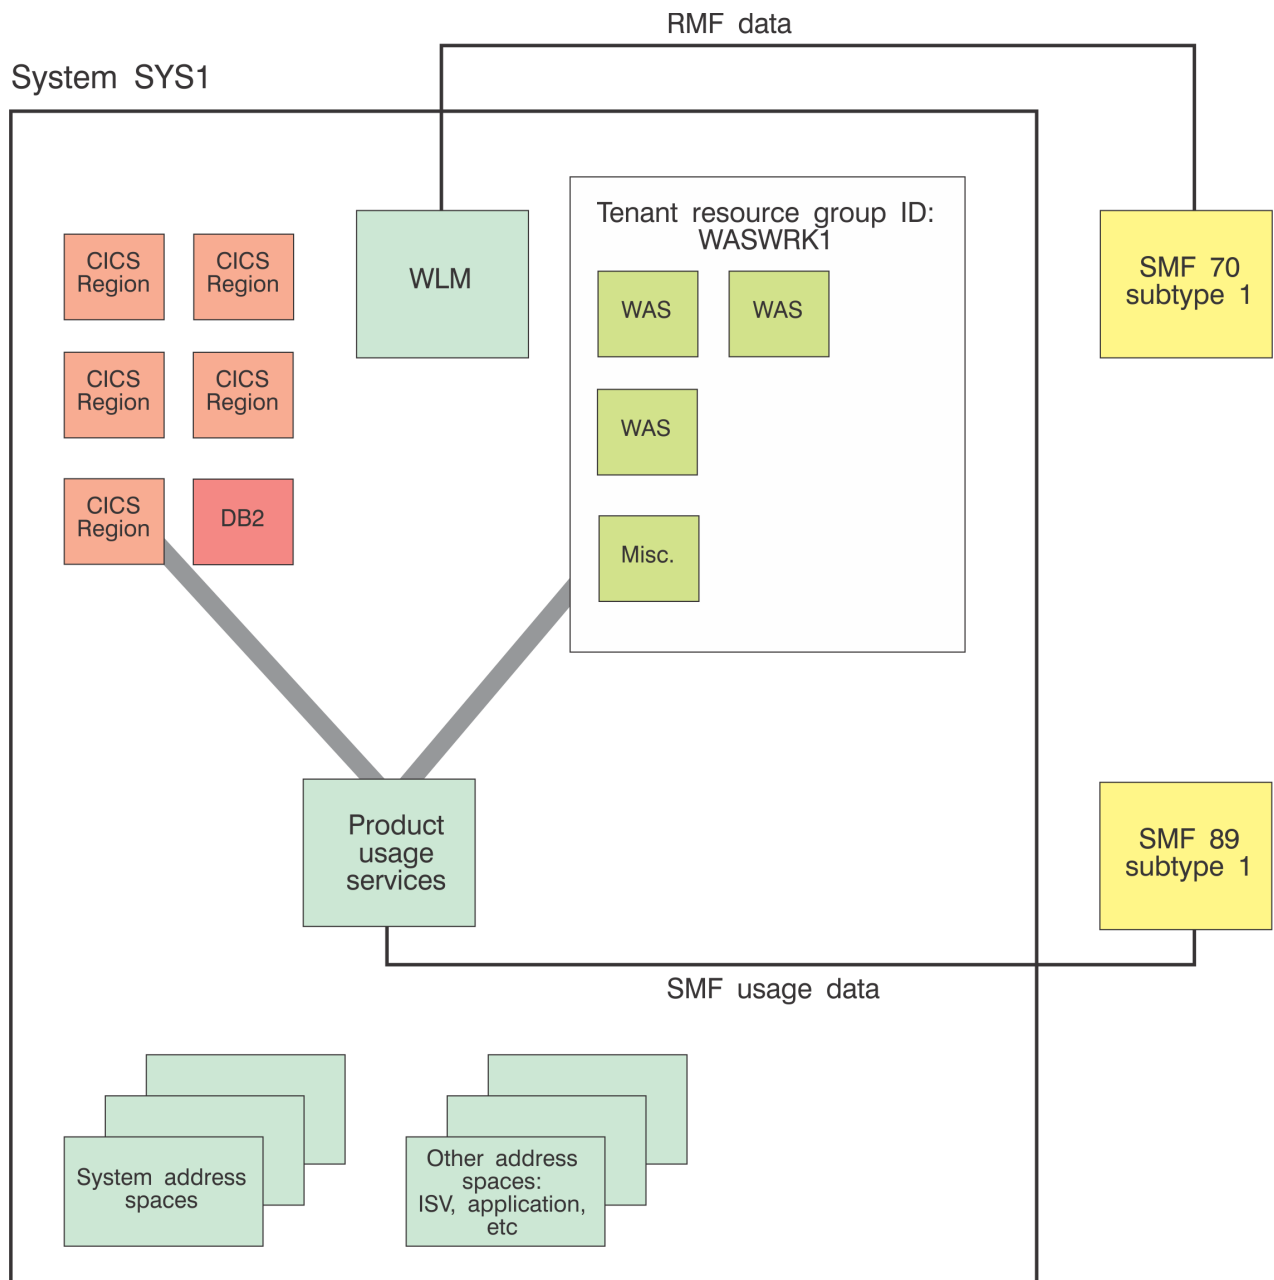 RMF data
System SYS1
CICS
Region
CICS
Region
WLM
Tenant resource group ID:
WASWRK1
WAS
WAS
SMF 70
subtype 1
CICS
Region
CICS
Region
WAS
CICS
Region
DB2
Misc.
Product
usage
services
SMF 89
subtype 1
SMF usage data
System address
spaces
Other address
spaces:
ISV, application,
etc